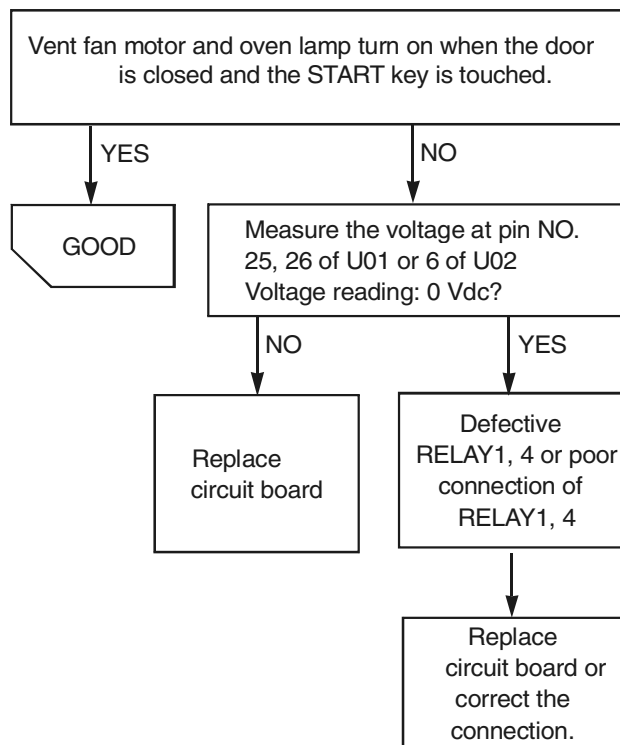 Vent fan motor and oven lamp turn on when the door
is closed and the START key is touched.
YES
NO
GOOD
Measure the voltage at pin NO.
25, 26 of U01 or 6 of U02
Voltage reading: 0 Vdc?
NO
YES
Replace
circuit board
Defective
RELAY1, 4 or poor
connection of
RELAY1, 4
Replace
circuit board or
correct the
connection.